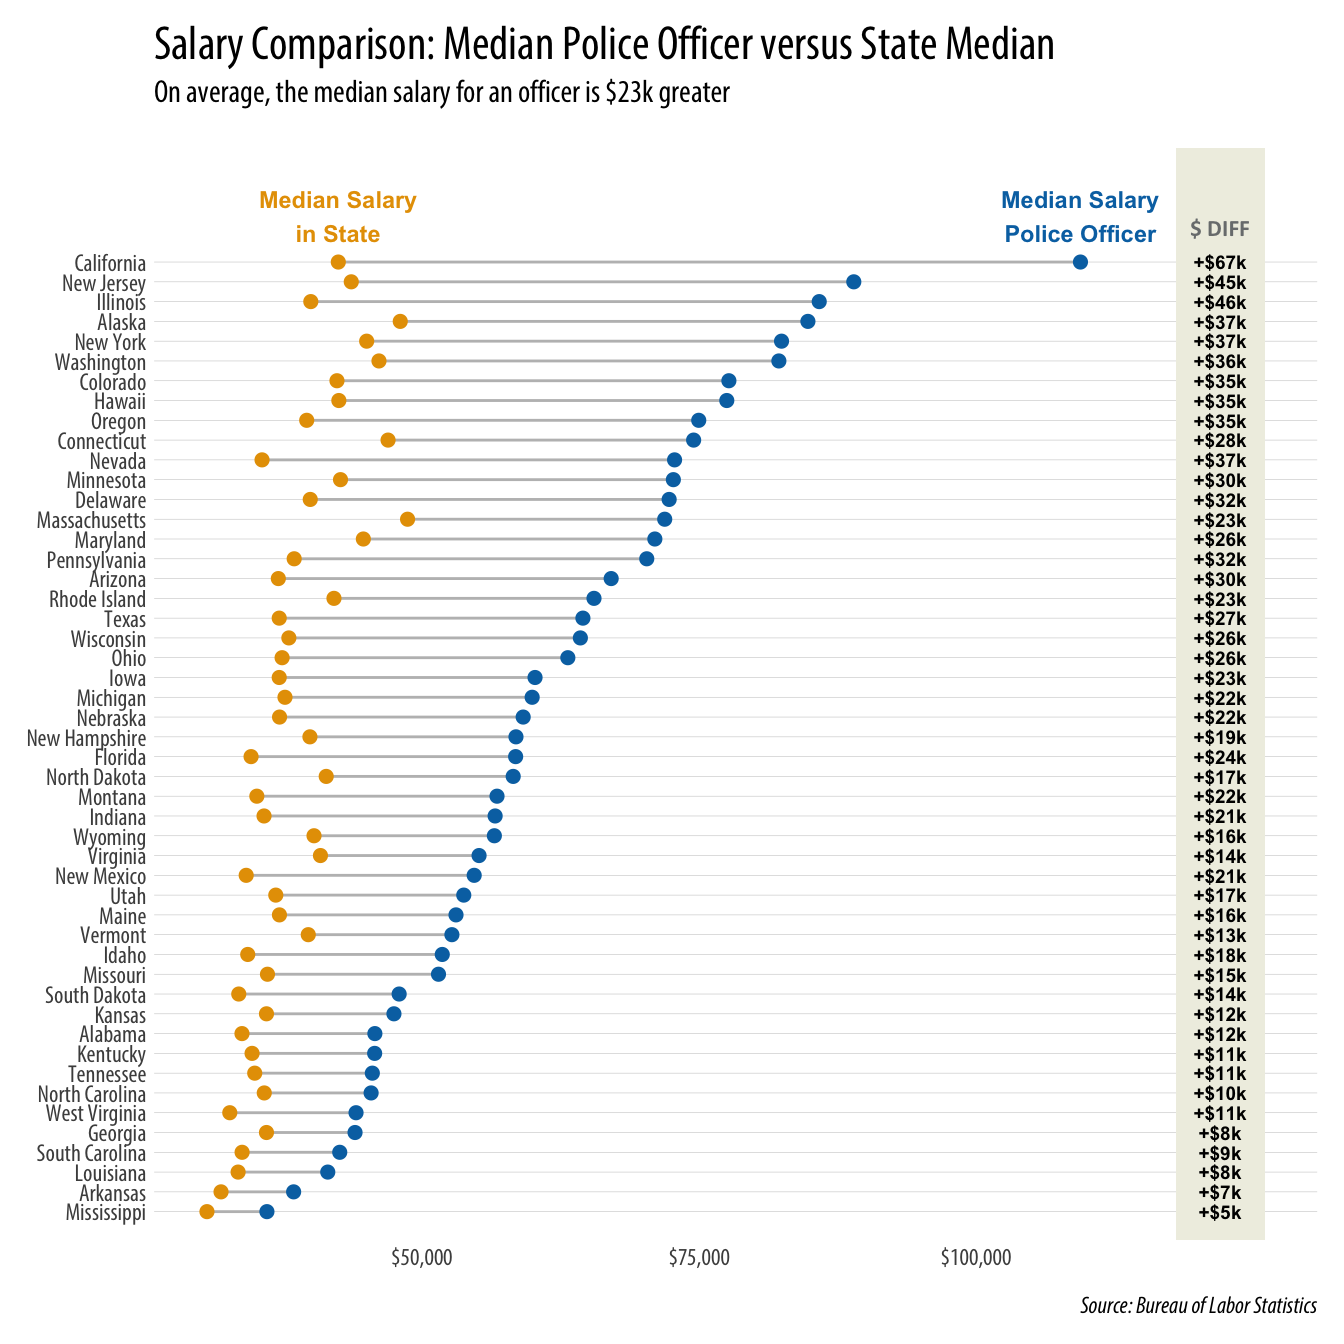 Salary Comparison: Median Police Officer versus State Median
On average, the median salary for an officer is $23k greater
Median Salary
in State
Median Salary
Police Officer
$ DIFF
California +$67k
New Jersey +$45k
Illinois +$46k
Alaska +$37k
New York +$37k
Washington +$36k
Colorado +$35k
Hawaii +$35k
Oregon +$35k
Connecticut +$28k
Nevada +$37k
Minnesota +$30k
Delaware +$32k
Massachusetts +$23k
Maryland +$26k
Pennsylvania +$32k
Arizona +$30k
Rhode Island +$23k
Texas +$27k
Wisconsin +$26k
Ohio +$26k
Iowa +$23k
Michigan +$22k
Nebraska +$22k
New Hampshire +$19k
Florida +$24k
North Dakota +$17k
Montana +$22k
Indiana +$21k
Wyoming +$16k
Virginia +$14k
New Mexico +$21k
Utah +$17k
Maine +$16k
Vermont +$13k
Idaho +$18k
Missouri +$15k
South Dakota +$14k
Kansas +$12k
Alabama +$12k
Kentucky +$11k
Tennessee +$11k
North Carolina +$10k
West Virginia +$11k
Georgia +$8k
South Carolina +$9k
Louisiana +$8k
Arkansas +$7k
Mississippi +$5k
$50,000 $75,000 $100,000
Source: Bureau of Labor Statistics